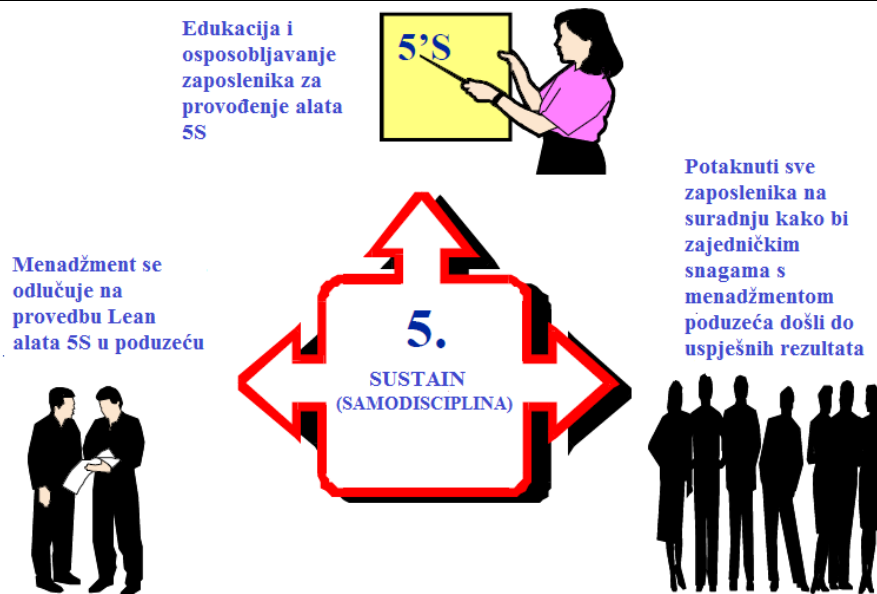 Edukacija i
osposobljavanje
zaposlenika za
provođenje alata
5S
5’S
Menadžment se
odlučuje na
provedbu Lean
alata 5S u poduzeću
5.
SUSTAIN
(SAMODISCIPLINA)
Potaknuti sve
zaposlenika na
suradnju kako bi
zajedničkim
snagama s
menadžmentom
poduzeća došli do
uspješnih rezultata